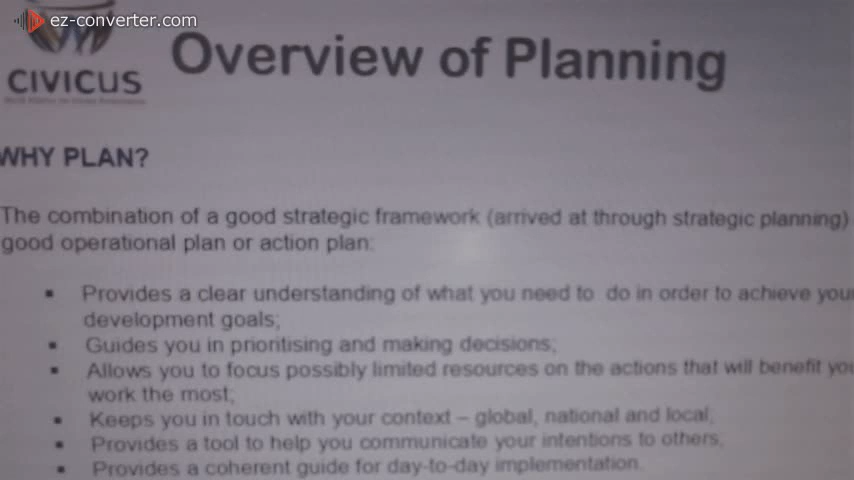 ez-converter.com
Overview of Planning
CIVICUS
WHY PLAN?
The combination of a good strategic framework (arrived at through strategic planning)
good operational plan or action plan:
▪ Provides a clear understanding of what you need to do in order to achieve your
development goals;
▪ Guides you in prioritising and making decisions;
▪ Allows you to focus possibly limited resources on the actions that will benefit you
work the most;
▪ Keeps you in touch with your context – global, national and local;
▪ Provides a tool to help you communicate your intentions to others;
▪ Provides a coherent guide for day-to-day implementation.